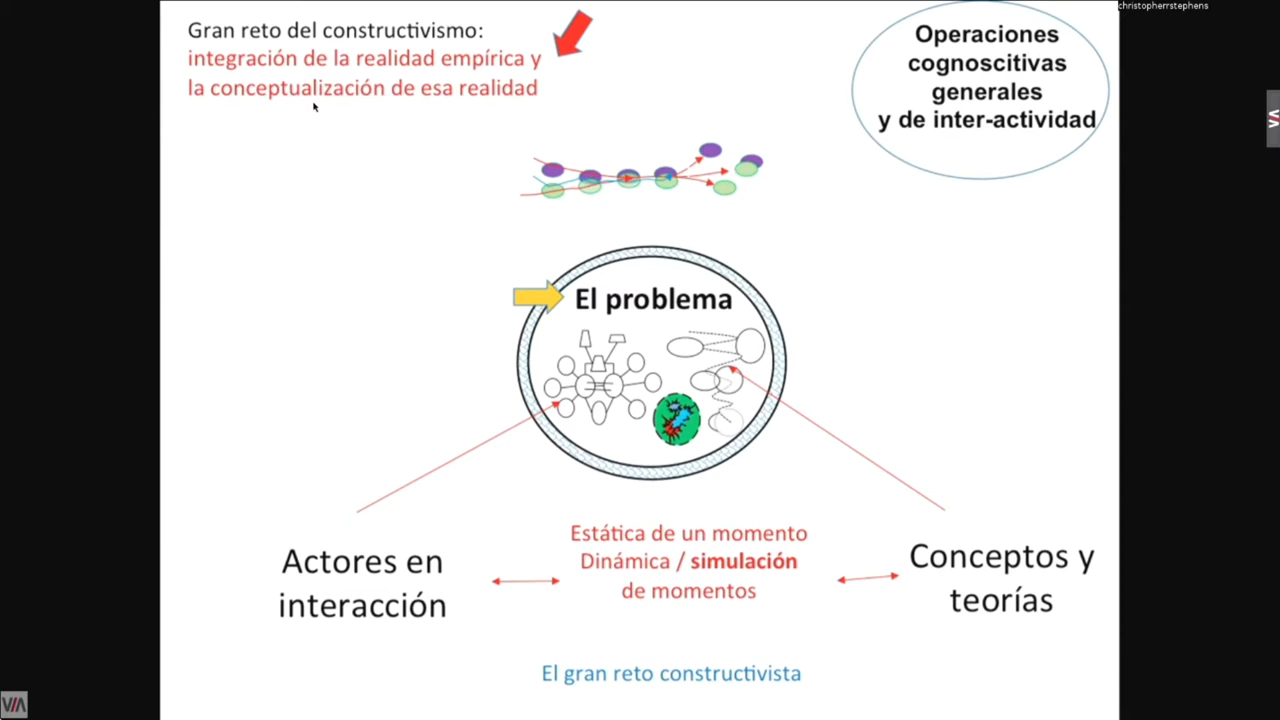 christopherrstephens
Gran reto del constructivismo:
integración de la realidad empírica y
la conceptualización de esa realidad
Operaciones
cognoscitivas
generales
y de inter-actividad
El problema
Actores en
interacción
Estática de un momento
Dinámica / simulación
de momentos
Conceptos y
teorías
El gran reto constructivista
VIA